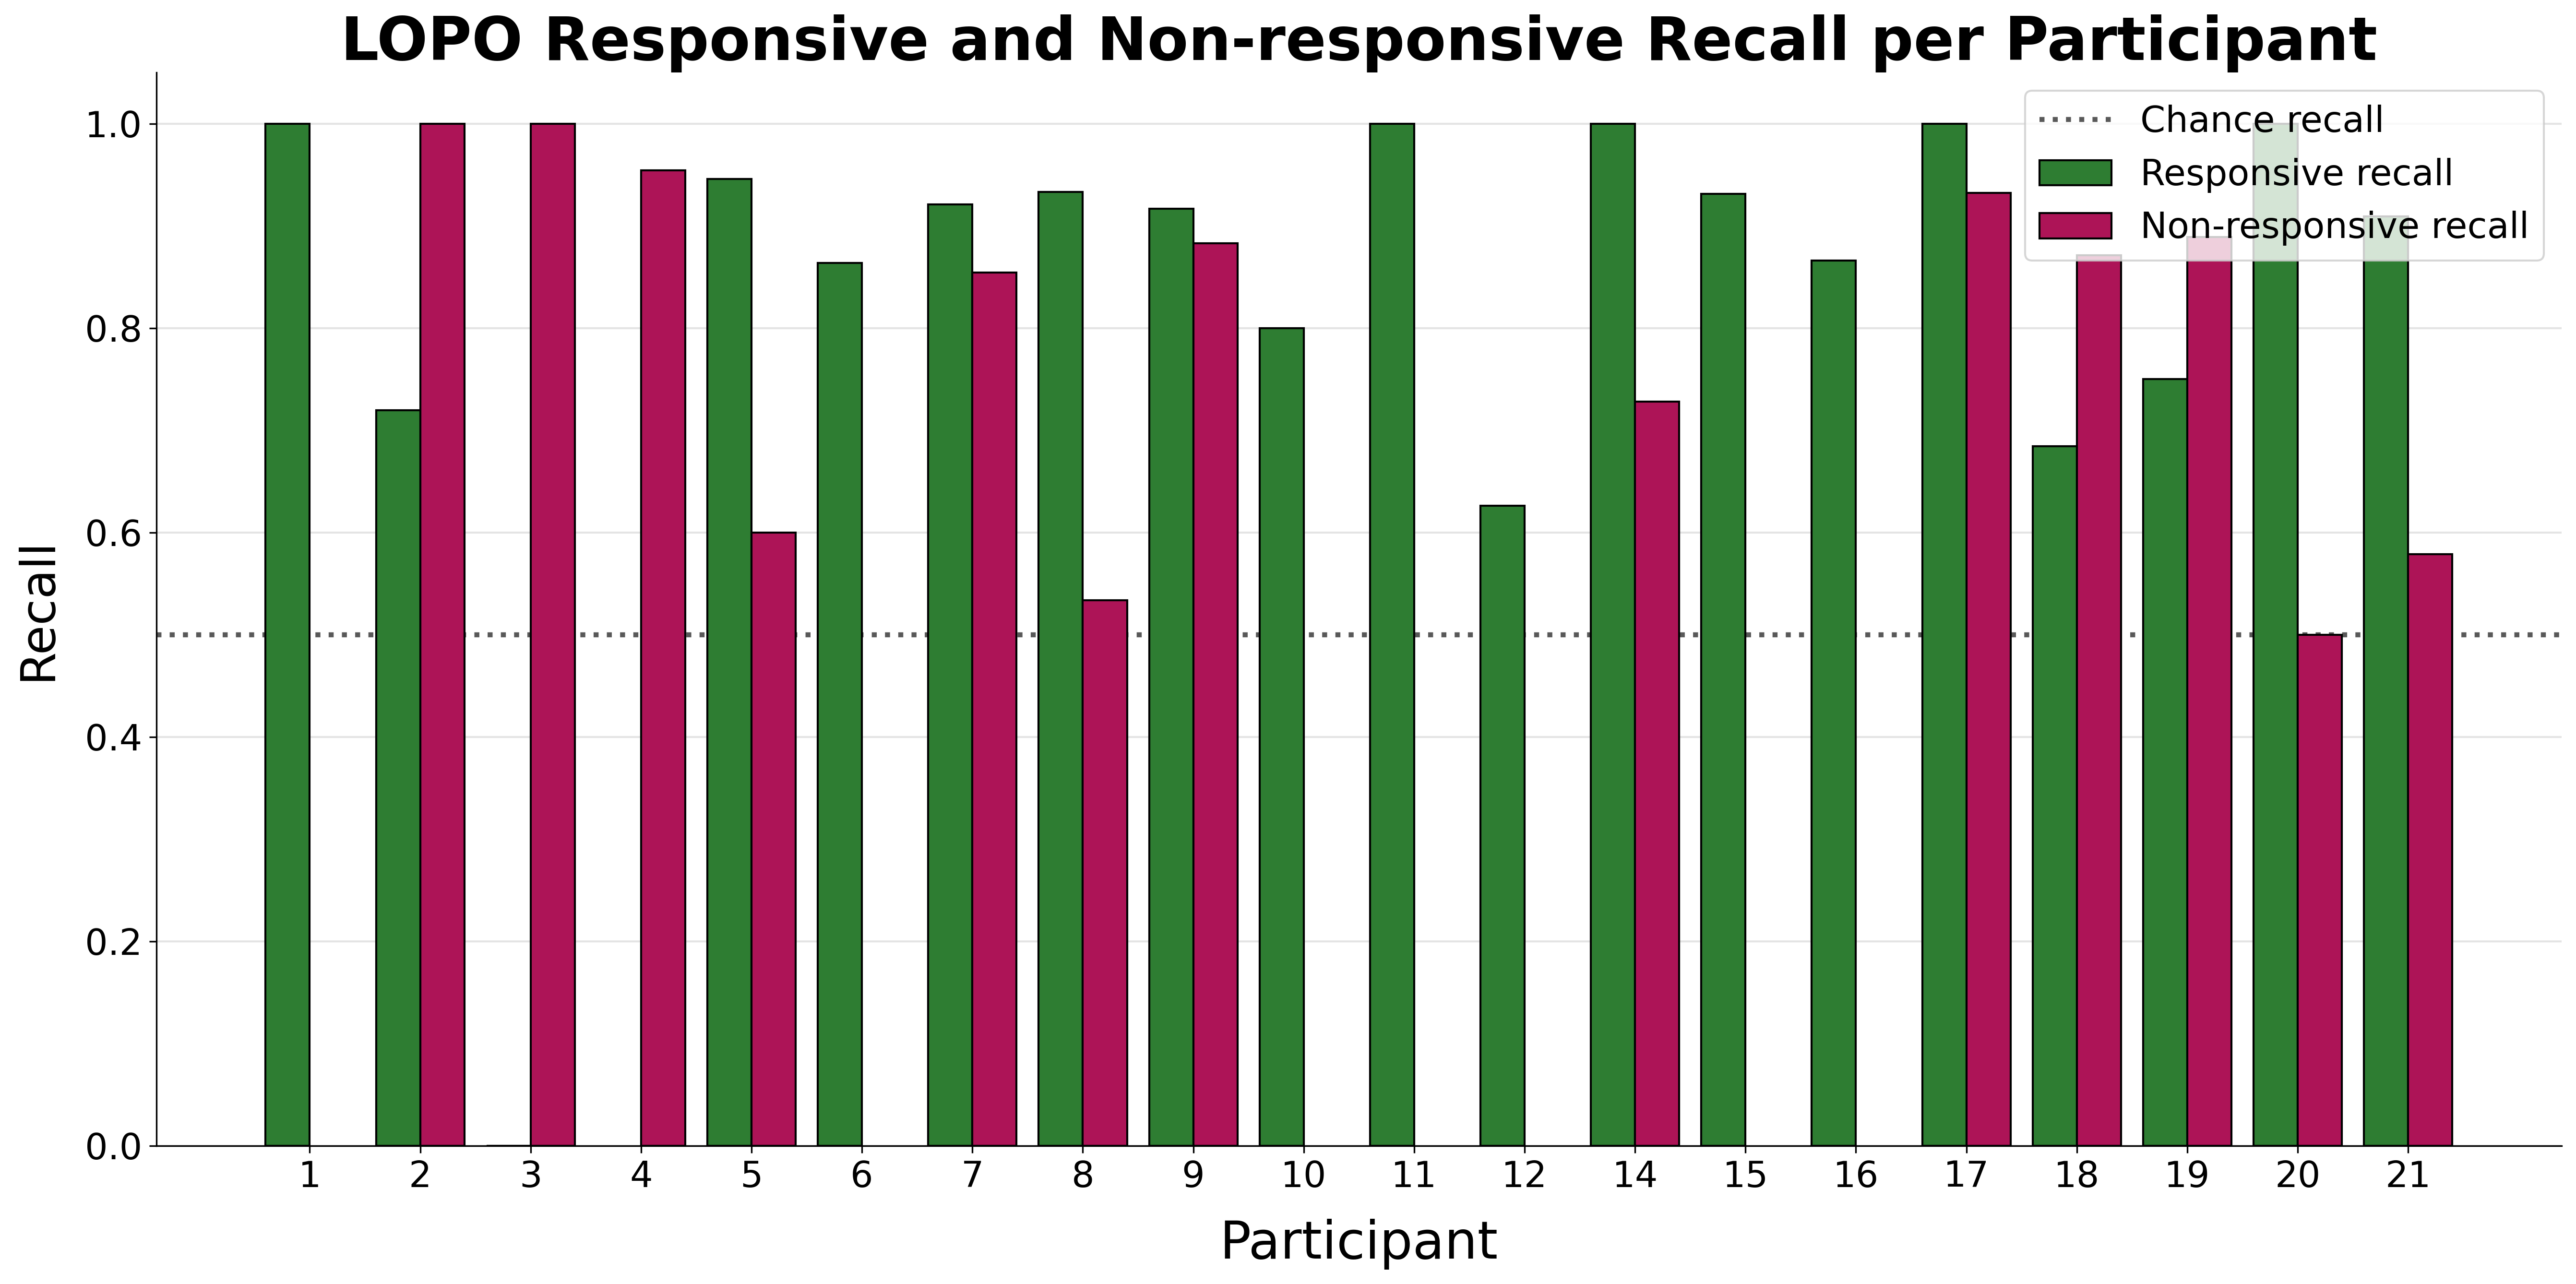 LOPO Responsive and Non-responsive Recall per Participant
Chance recall
Responsive recall
Non-responsive recall
1.0
0.8
0.6
0.4
0.2
0.0
Recall
1 2 3 4 5 6 7 8 9 10 11 12 14 15 16 17 18 19 20 21
Participant